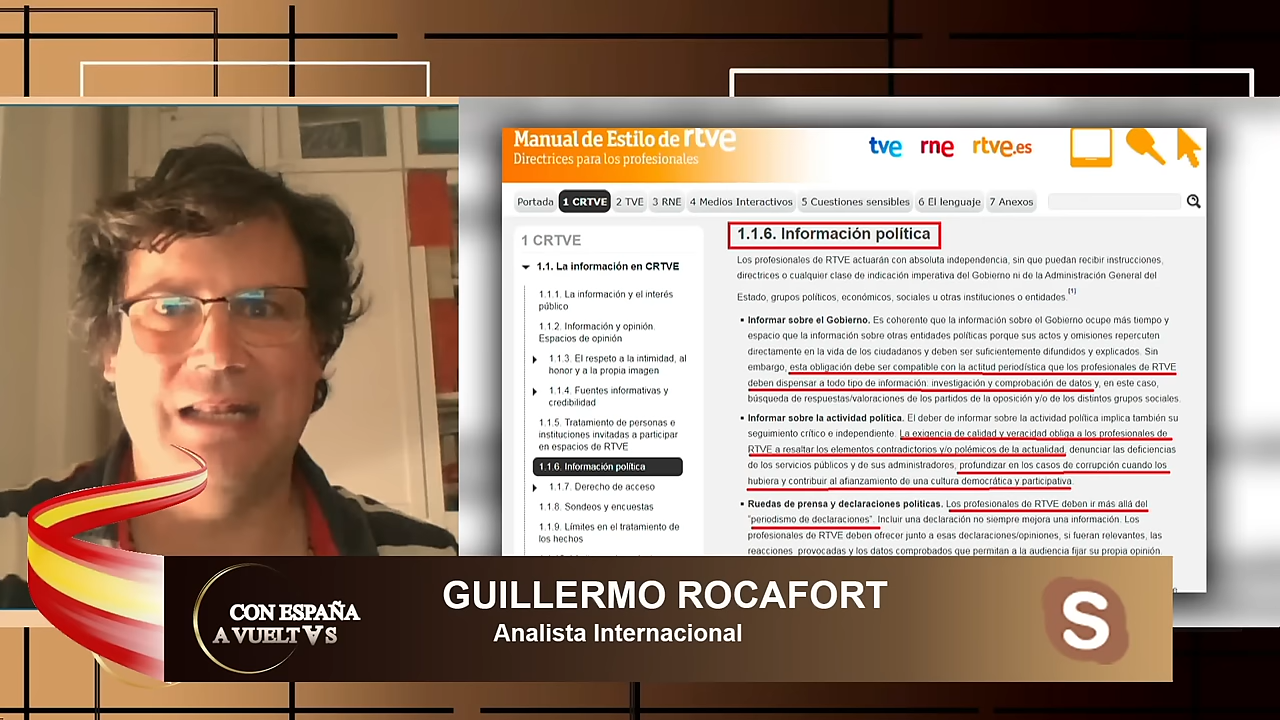 Manual de Estilo de rtve
Directrices para los profesionales
tve rne rtve.es
Portada 1 CRTVE 2 TVE 3 RNE 4 Medios Interactivos 5 Cuestiones sensibles 6 El lenguaje 7 Anexos
1 CRTVE
1.1. La información en CRTVE
1.1.1. La información y el interés
público
1.1.2. Información y opinión.
Espacios de opinión
1.1.3. El respeto a la intimidad, al
honor y a la propia imagen
1.1.4. Fuentes informativas y
credibilidad
1.1.5. Tratamiento de personas e
instituciones invitadas a participar
en espacios de RTVE
1.1.6. Información política
1.1.7. Derecho de acceso
1.1.8. Sondeos y encuestas
1.1.9. Límites en el tratamiento de
los hechos
1.1.6. Información política
Los profesionales de RTVE actuarán con absoluta independencia, sin que puedan recibir instrucciones,
directrices o cualquier clase de indicación imperativa del Gobierno ni de la Administración General del
Estado, grupos políticos, económicos, sociales u otras instituciones o entidades.[1]
• Informar sobre el Gobierno. Es coherente que la información sobre el Gobierno ocupe más tiempo y
espacio que la información sobre otras entidades políticas porque sus actos y omisiones repercuten
directamente en la vida de los ciudadanos y deben ser suficientemente difundidos y explicados. Sin
embargo, esta obligación debe ser compatible con la actitud periodística que los profesionales de RTVE
deben dispensar a todo tipo de información: investigación y comprobación de datos y, en este caso,
búsqueda de respuestas/valoraciones de los partidos de la oposición y/o de los distintos grupos sociales.
• Informar sobre la actividad política. El deber de informar sobre la actividad política implica también su
seguimiento crítico e independiente. La exigencia de calidad y veracidad obliga a los profesionales de
RTVE a resaltar los elementos contradictorios y/o polémicos de la actualidad, denunciar las deficiencias
de los servicios públicos y de sus administradores, profundizar en los casos de corrupción cuando los
hubiera y contribuir al afianzamiento de una cultura democrática y participativa.
• Ruedas de prensa y declaraciones políticas. Los profesionales de RTVE deben ir más allá del
"periodismo de declaraciones". Incluir una declaración no siempre mejora una información. Los
profesionales de RTVE deben ofrecer junto a esas declaraciones/opiniones, si fueran relevantes, las
reacciones provocadas y los datos comprobados que permitan a la audiencia fijar su propia opinión.
CON ESPAÑA
A VUELT∀S
GUILLERMO ROCAFORT
Analista Internacional
S